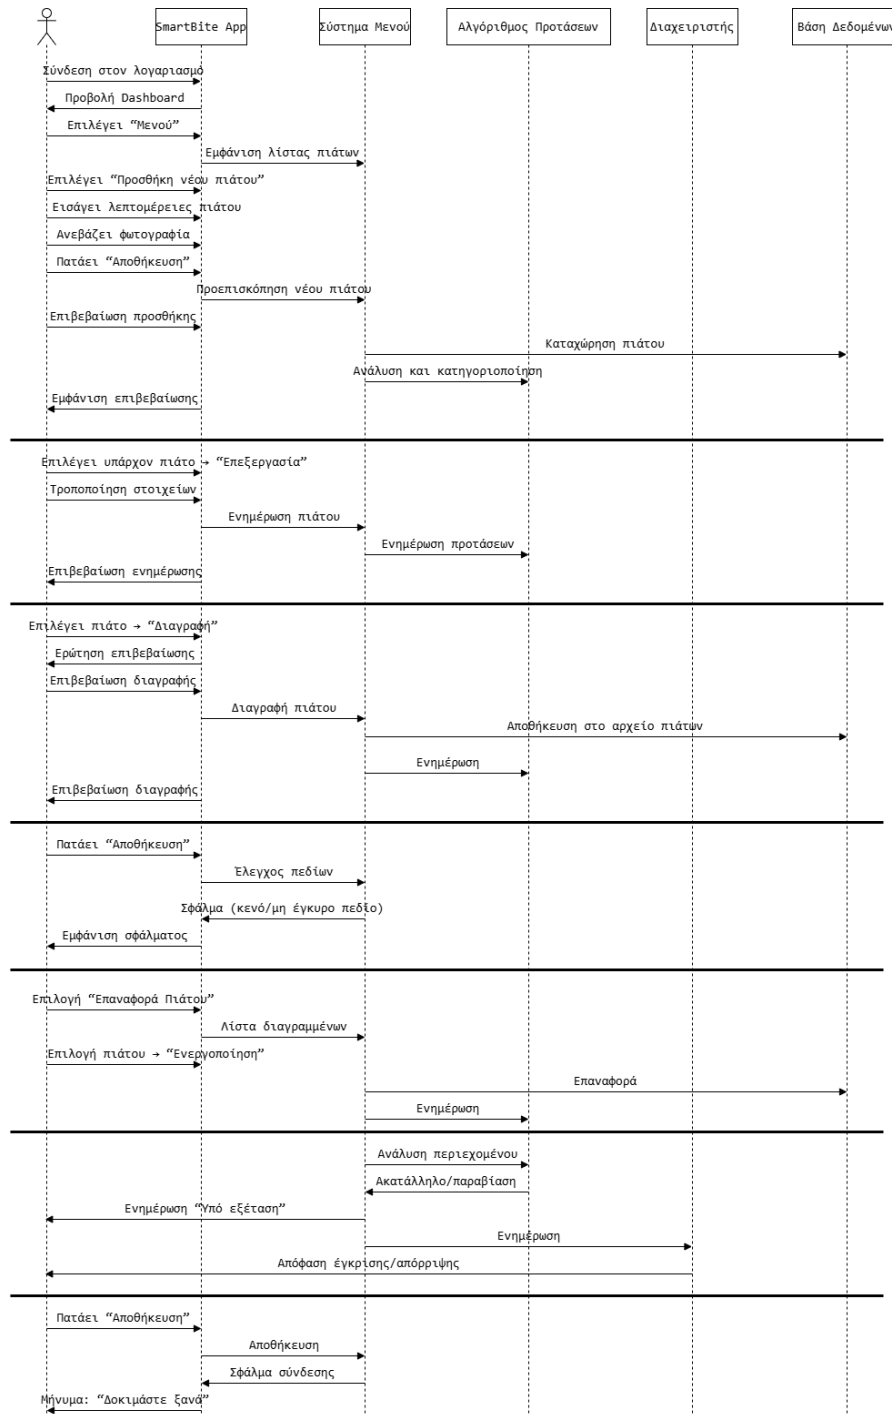 SmartBite App
Σύστημα Μενού
Αλγόριθμος Προτάσεων
Διαχειριστής
Βάση Δεδομένων
Σύνδεση στον λογαριασμό
Προβολή Dashboard
Επιλέγει “Μενού”
Εμφάνιση λίστας πιάτων
Επιλέγει “Προσθήκη νέου πιάτου”
Εισάγει λεπτομέρειες πιάτου
Ανεβάζει φωτογραφία
Πατάει “Αποθήκευση”
Προεπισκόπηση νέου πιάτου
Επιβεβαίωση προσθήκης
Καταχώρηση πιάτου
Ανάλυση και κατηγοριοποίηση
Εμφάνιση επιβεβαίωσης
Επιλέγει υπάρχον πιάτο → “Επεξεργασία”
Τροποποίηση στοιχείων
Ενημέρωση πιάτου
Ενημέρωση προτάσεων
Επιβεβαίωση ενημέρωσης
Επιλέγει πιάτο → “Διαγραφή”
Ερώτηση επιβεβαίωσης
Επιβεβαίωση διαγραφής
Διαγραφή πιάτου
Αποθήκευση στο αρχείο πιάτων
Ενημέρωση
Επιβεβαίωση διαγραφής
Πατάει “Αποθήκευση”
Έλεγχος πεδίων
Σφάλμα (κενό/μη έγκυρο πεδίο)
Εμφάνιση σφάλματος
Επιλογή “Επαναφορά Πιάτου”
Λίστα διαγραμμένων
Επιλογή πιάτου → “Ενεργοποίηση”
Επαναφορά
Ενημέρωση
Ανάλυση περιεχομένου
Ακατάλληλο/παραβίαση
Ενημέρωση “Υπό εξέταση”
Ενημέρωση
Απόφαση έγκρισης/απόρριψης
Πατάει “Αποθήκευση”
Αποθήκευση
Σφάλμα σύνδεσης
Μήνυμα: “Δοκιμάστε ξανά”